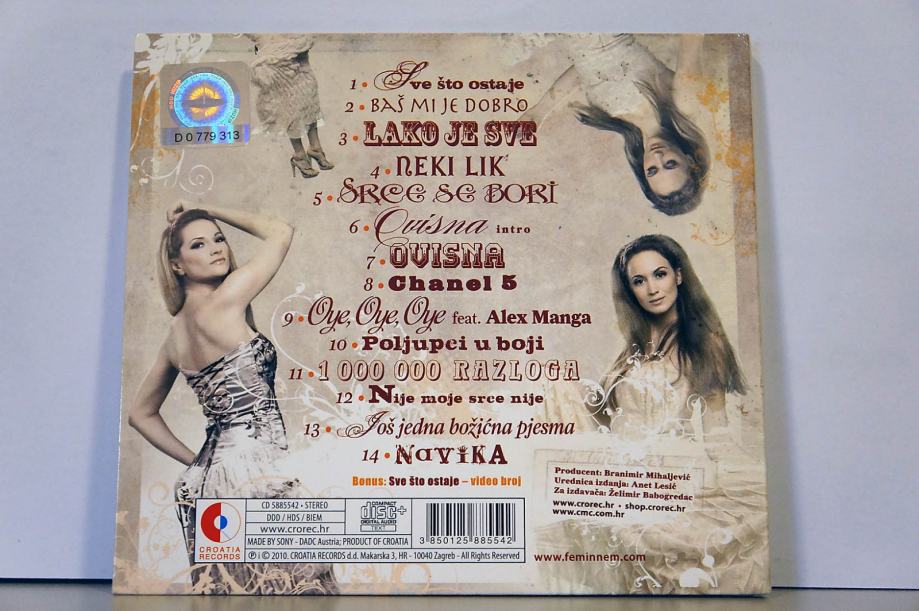 D 0 779 313
1 • Sve što ostaje
2 • BAŠ MI JE DOBRO
3 • LAKO JE SVE
4 • NEKI LIK
5 • SRCE SE BORI
6 • Ovisna intro
7 • OVISNA
8 • Chanel 5
9 • Oye, Oye, Oye feat. Alex Manga
10 • Poljupci u boji
11 • 1 000 000 RAZLOGA
12 • Nije moje srce nije
13 • Još jedna božićna pjesma
14 • NaViKA
Bonus: Sve što ostaje – video broj
Producent: Branimir Mihaljević
Urednica izdanja: Anet Lesić
Za izdavača: Želimir Babogredac
www.crorec.hr • shop.crorec.hr
www.cmc.com.hr
CROATIA
RECORDS
CD 5885542 • STEREO
DDD / HDS / BIEM
www.crorec.hr
COMPACT
disc+
DIGITAL AUDIO
TEXT
MADE BY SONY - DADC Austria; PRODUCT OF CROATIA
3 850125 885542
℗ i © 2010. CROATIA RECORDS d.d. Makarska 3, HR - 10040 Zagreb - All Rights Reserved
www.feminnem.com